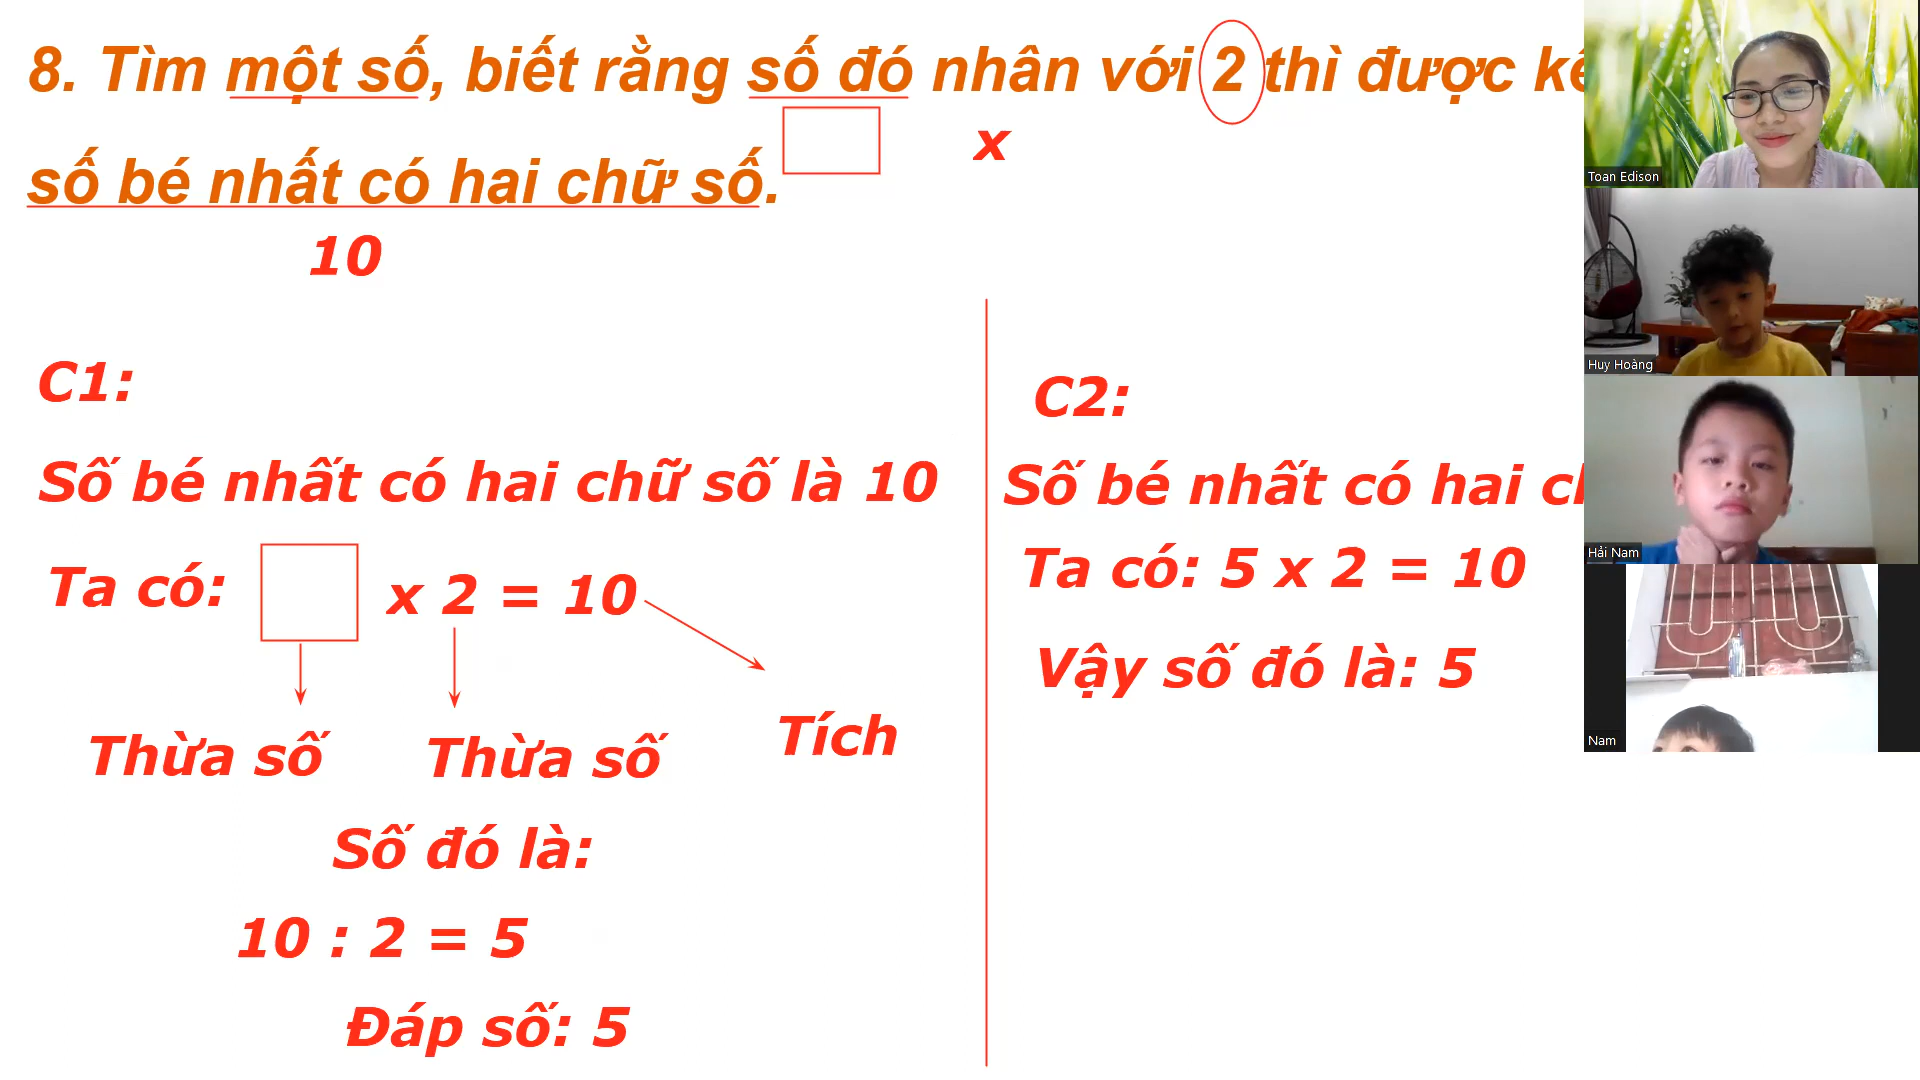 8. Tìm một số, biết rằng số đó nhân với 2 thì được
x
số bé nhất có hai chữ số.
10
C1:
Số bé nhất có hai chữ số là 10
Ta có: x 2 = 10
Thừa số Thừa số Tích
Số đó là:
10 : 2 = 5
Đáp số: 5
C2:
Số bé nhất có hai
Ta có: 5 x 2 = 10
Vậy số đó là: 5
Toan Edison
Huy Hoàng
Hải Nam
Nam